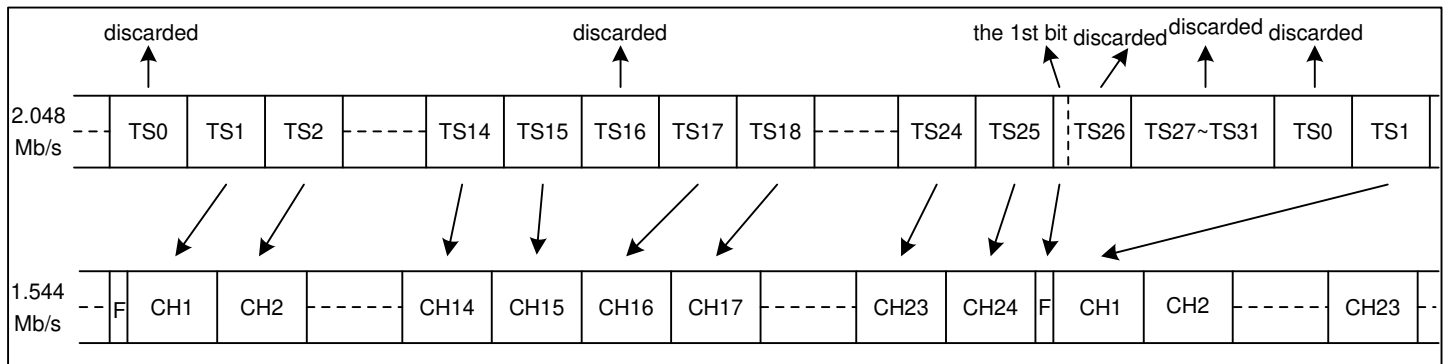 discarded discarded the 1st bit discarded discarded discarded
2.048 Mb/s TS0 TS1 TS2 TS14 TS15 TS16 TS17 TS18 TS24 TS25 TS26 TS27~TS31 TS0 TS1
1.544 Mb/s F CH1 CH2 CH14 CH15 CH16 CH17 CH23 CH24 F CH1 CH2 CH23